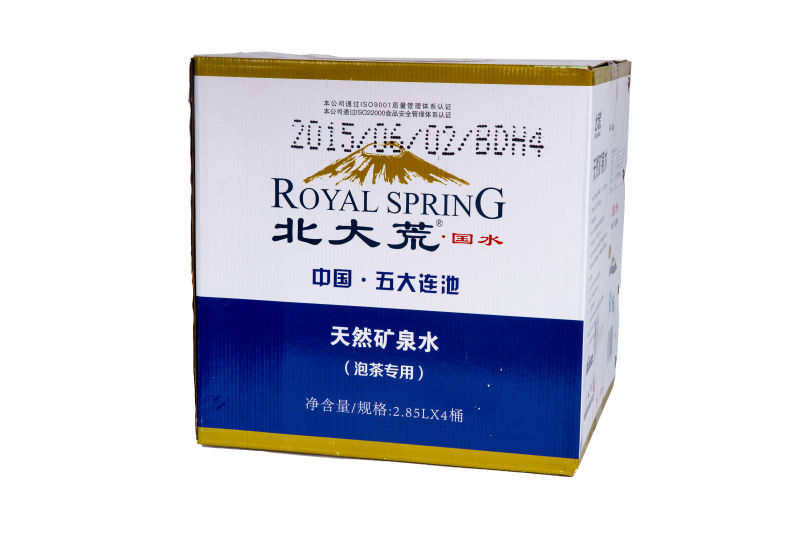 本公司通过ISO9001质量管理体系认证
本公司通过ISO22000食品安全管理体系认证
2015/06/02/BDH4
ROYAL SPRING
北大荒®·国水
中国·五大连池
天然矿泉水
（泡茶专用）
净含量/规格:2.85LX4桶